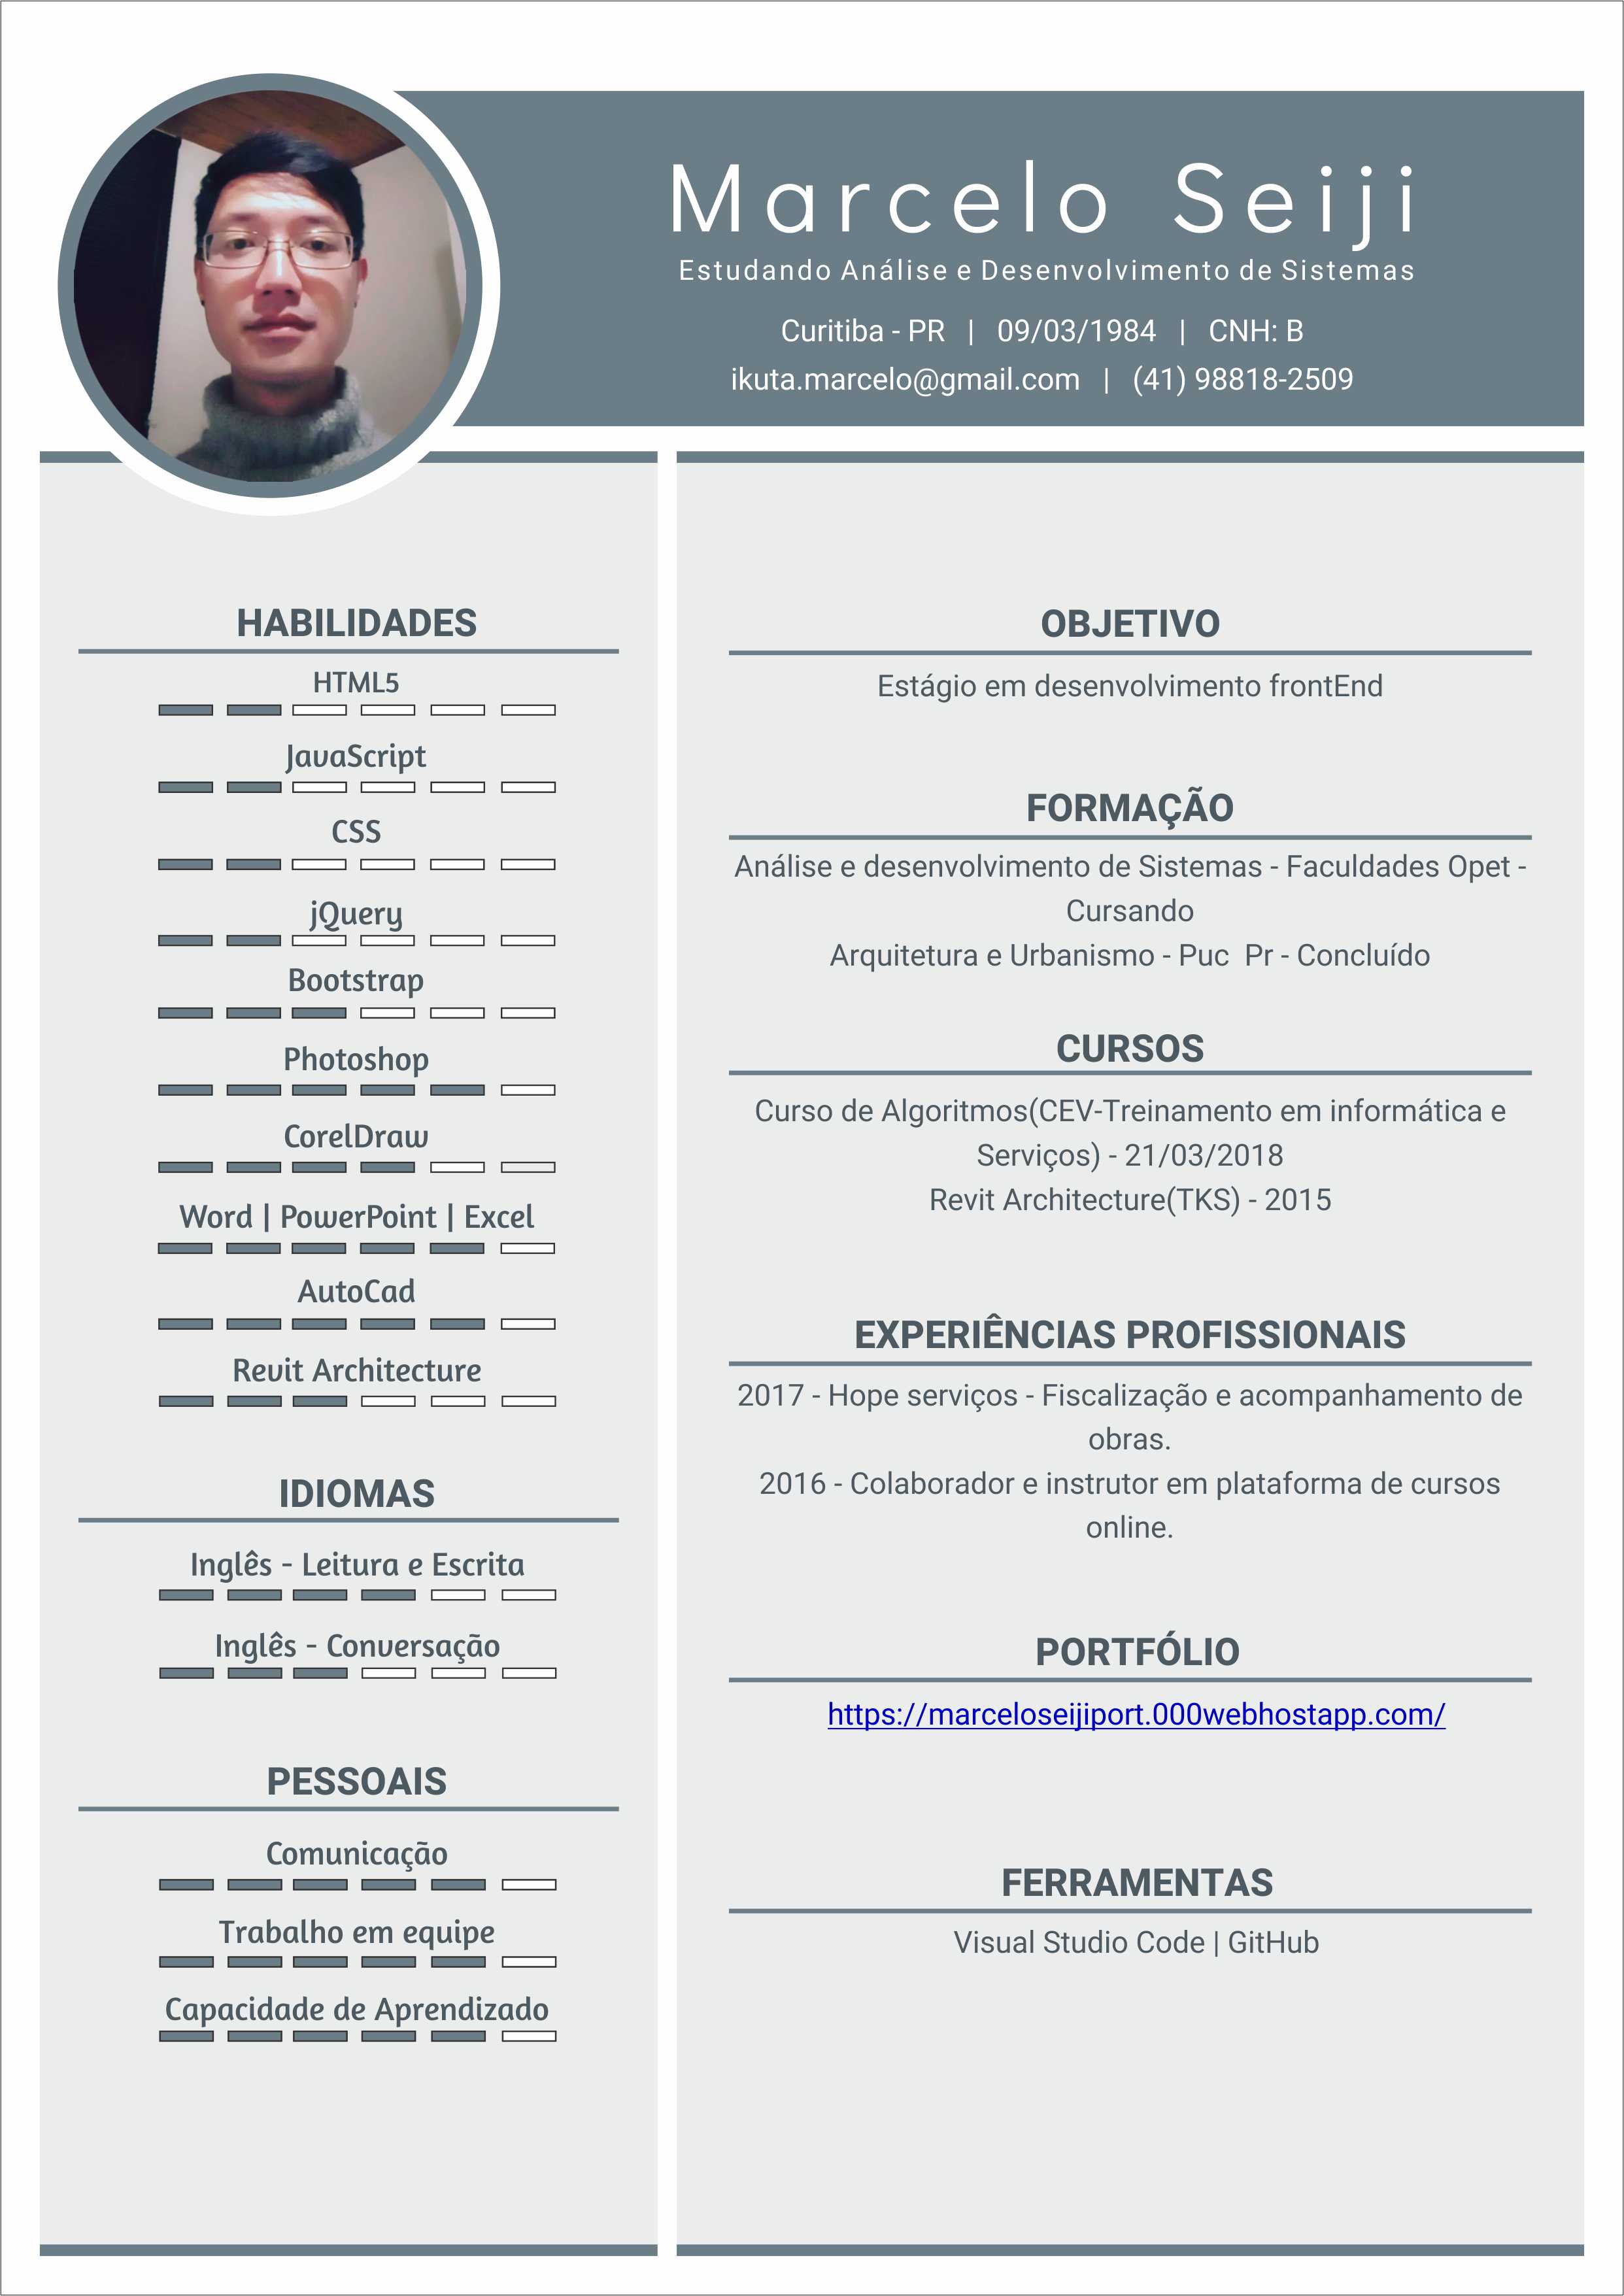 Marcelo Seiji
Estudando Análise e Desenvolvimento de Sistemas
Curitiba - PR | 09/03/1984 | CNH: B
ikuta.marcelo@gmail.com | (41) 98818-2509
HABILIDADES
HTML5
JavaScript
CSS
jQuery
Bootstrap
Photoshop
CorelDraw
Word | PowerPoint | Excel
AutoCad
Revit Architecture
IDIOMAS
Inglês - Leitura e Escrita
Inglês - Conversação
PESSOAIS
Comunicação
Trabalho em equipe
Capacidade de Aprendizado
OBJETIVO
Estágio em desenvolvimento frontEnd
FORMAÇÃO
Análise e desenvolvimento de Sistemas - Faculdades Opet -
Cursando
Arquitetura e Urbanismo - Puc  Pr - Concluído
CURSOS
Curso de Algoritmos(CEV-Treinamento em informática e
Serviços) - 21/03/2018
Revit Architecture(TKS) - 2015
EXPERIÊNCIAS PROFISSIONAIS
2017 - Hope serviços - Fiscalização e acompanhamento de
obras.
2016 - Colaborador e instrutor em plataforma de cursos
online.
PORTFÓLIO
https://marceloseijiport.000webhostapp.com/
FERRAMENTAS
Visual Studio Code | GitHub